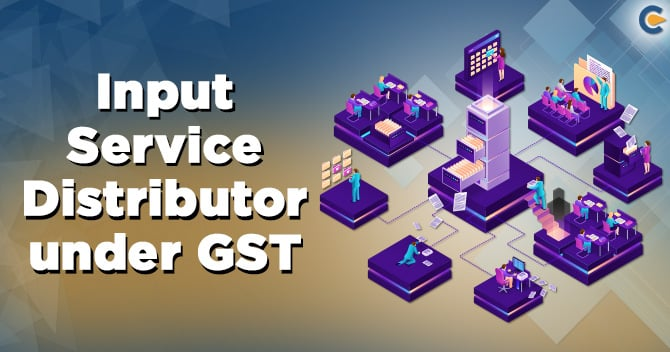 Input
Service
Distributor
under GST